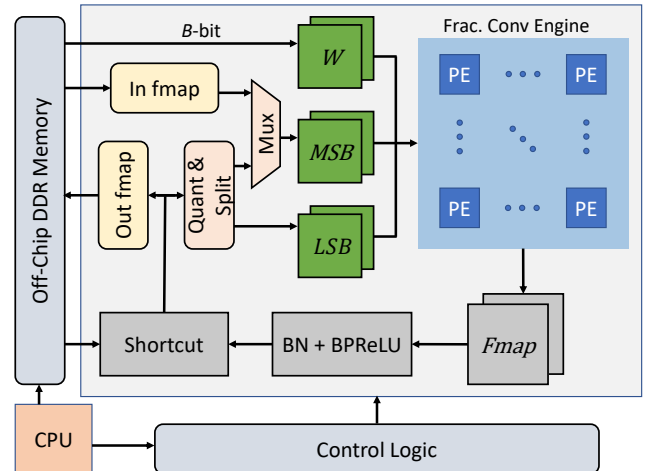 Frac. Conv Engine
B-bit
W
PE
PE
In fmap
Mux
MSB
Off-Chip DDR Memory
Out fmap
Quant &
Split
LSB
PE
PE
Shortcut
BN + BPReLU
Fmap
CPU
Control Logic